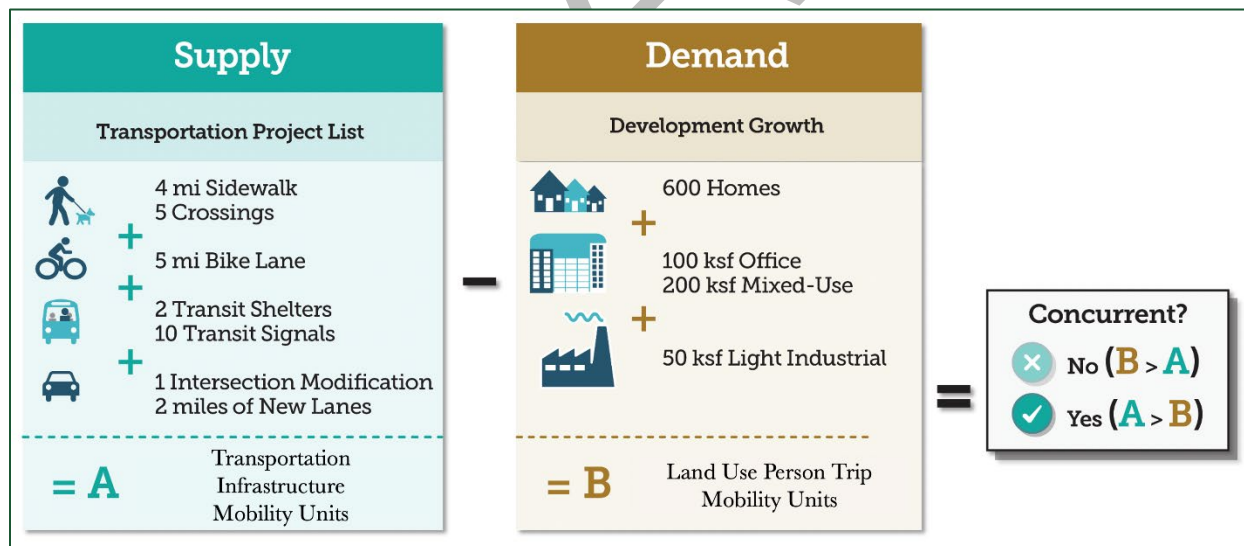 Supply
Transportation Project List
4 mi Sidewalk
5 Crossings
+
5 mi Bike Lane
+
2 Transit Shelters
10 Transit Signals
+
1 Intersection Modification
2 miles of New Lanes
= A
Transportation
Infrastructure
Mobility Units
−
Demand
Development Growth
600 Homes
+
100 ksf Office
200 ksf Mixed-Use
+
50 ksf Light Industrial
= B
Land Use Person Trip
Mobility Units
=
Concurrent?
No (B > A)
Yes (A > B)